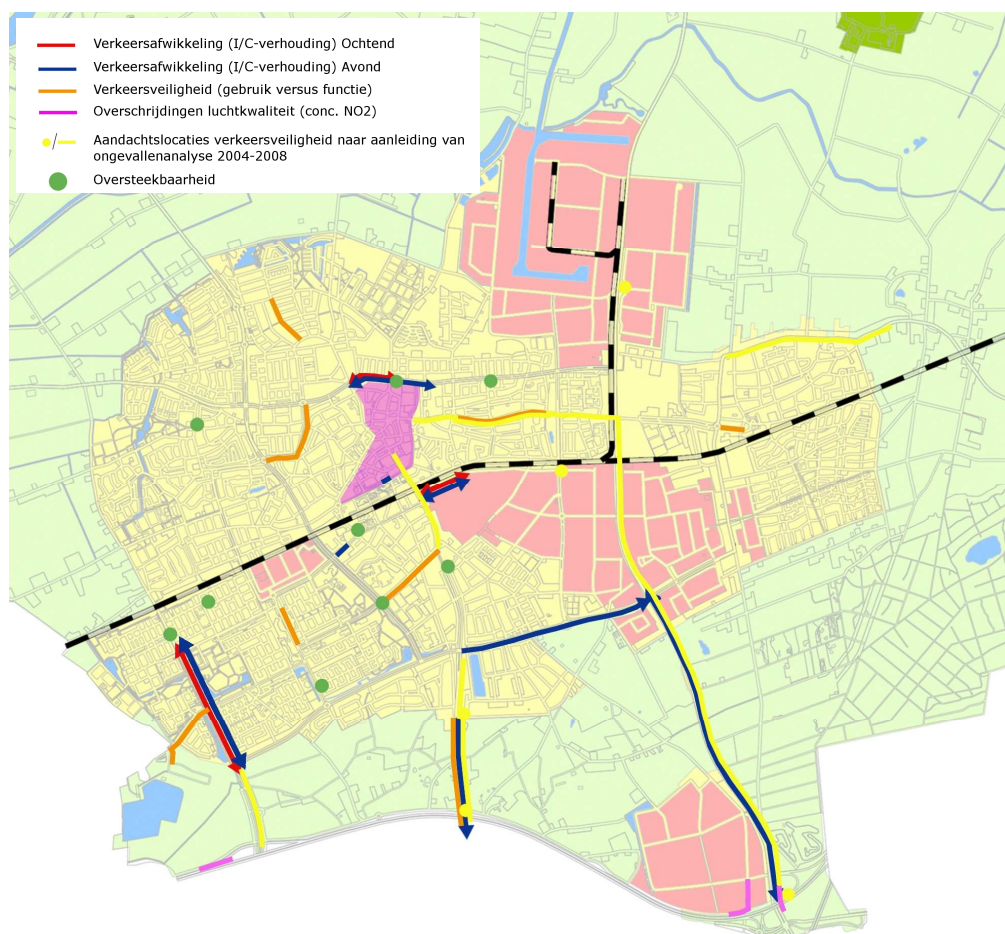 Verkeersafwikkeling (I/C-verhouding) Ochtend
Verkeersafwikkeling (I/C-verhouding) Avond
Verkeersveiligheid (gebruik versus functie)
Overschrijdingen luchtkwaliteit (conc. NO2)
Aandachtslocaties verkeersveiligheid naar aanleiding van
ongevallenanalyse 2004-2008
Oversteekbaarheid